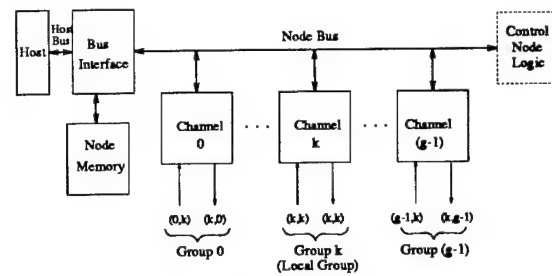 Host
Host
Bus
Bus
Interface
Node Bus
Control
Node
Logic
Node
Memory
Channel
0
. . .
Channel
k
. . .
Channel
(g-1)
(0,k) (k,0)
(k,k) (k,k)
(g-1,k) (k,g-1)
Group 0
Group k
(Local Group)
Group (g-1)